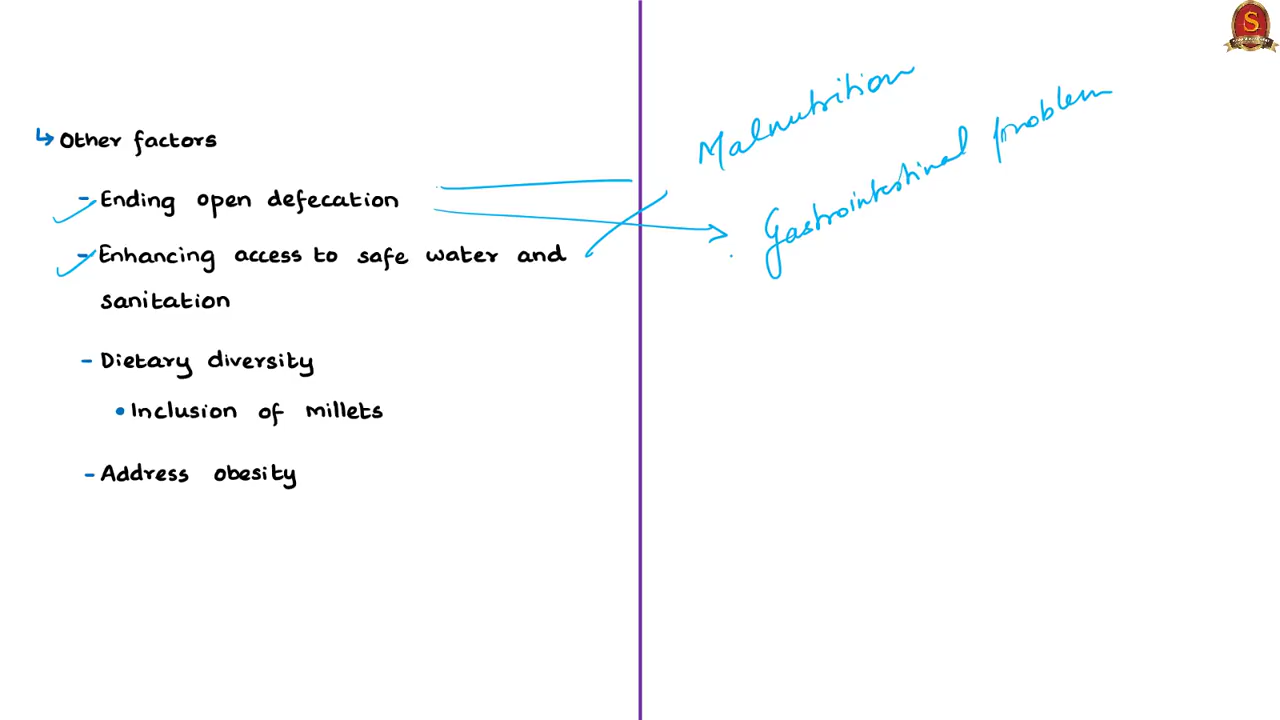 ↳ Other factors
- Ending open defecation
- Enhancing access to safe water and
sanitation
- Dietary diversity
• Inclusion of millets
- Address obesity
Malnutrition
Gastrointestinal problem
S